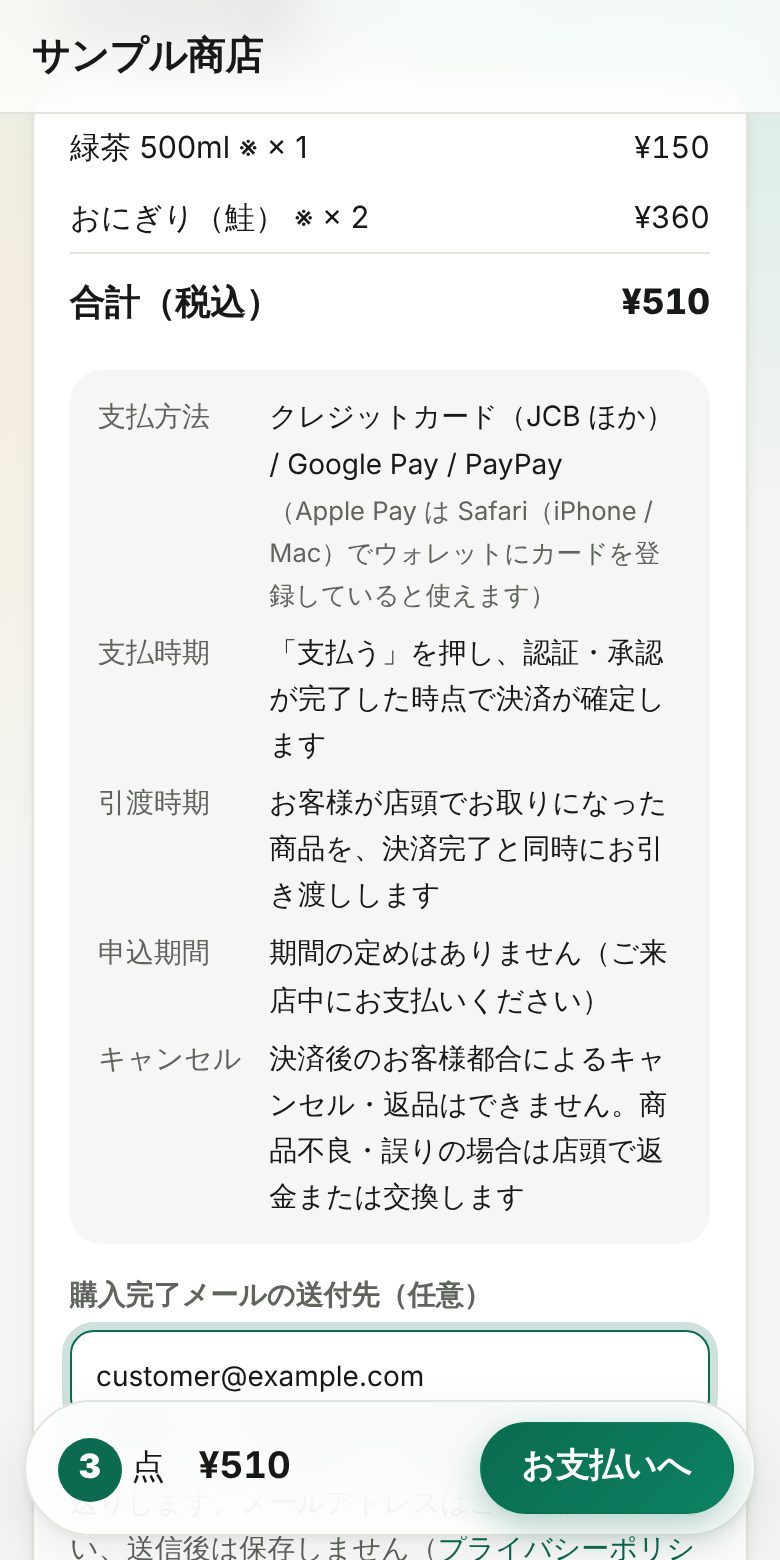 サンプル商店
緑茶 500ml ※ × 1 ¥150
おにぎり（鮭） ※ × 2 ¥360
合計（税込） ¥510
支払方法 クレジットカード（JCB ほか）
/ Google Pay / PayPay
（Apple Pay は Safari（iPhone /
Mac）でウォレットにカードを登
録していると使えます）
支払時期 「支払う」を押し、認証・承認
が完了した時点で決済が確定し
ます
引渡時期 お客様が店頭でお取りになった
商品を、決済完了と同時にお引
き渡しします
申込期間 期間の定めはありません（ご来
店中にお支払いください）
キャンセル 決済後のお客様都合によるキャ
ンセル・返品はできません。商
品不良・誤りの場合は店頭で返
金または交換します
購入完了メールの送付先（任意）
customer@example.com
3 点 ¥510 お支払いへ
送りします。メールアドレスは
い、送信後は保存しません（プライバシーポリシ